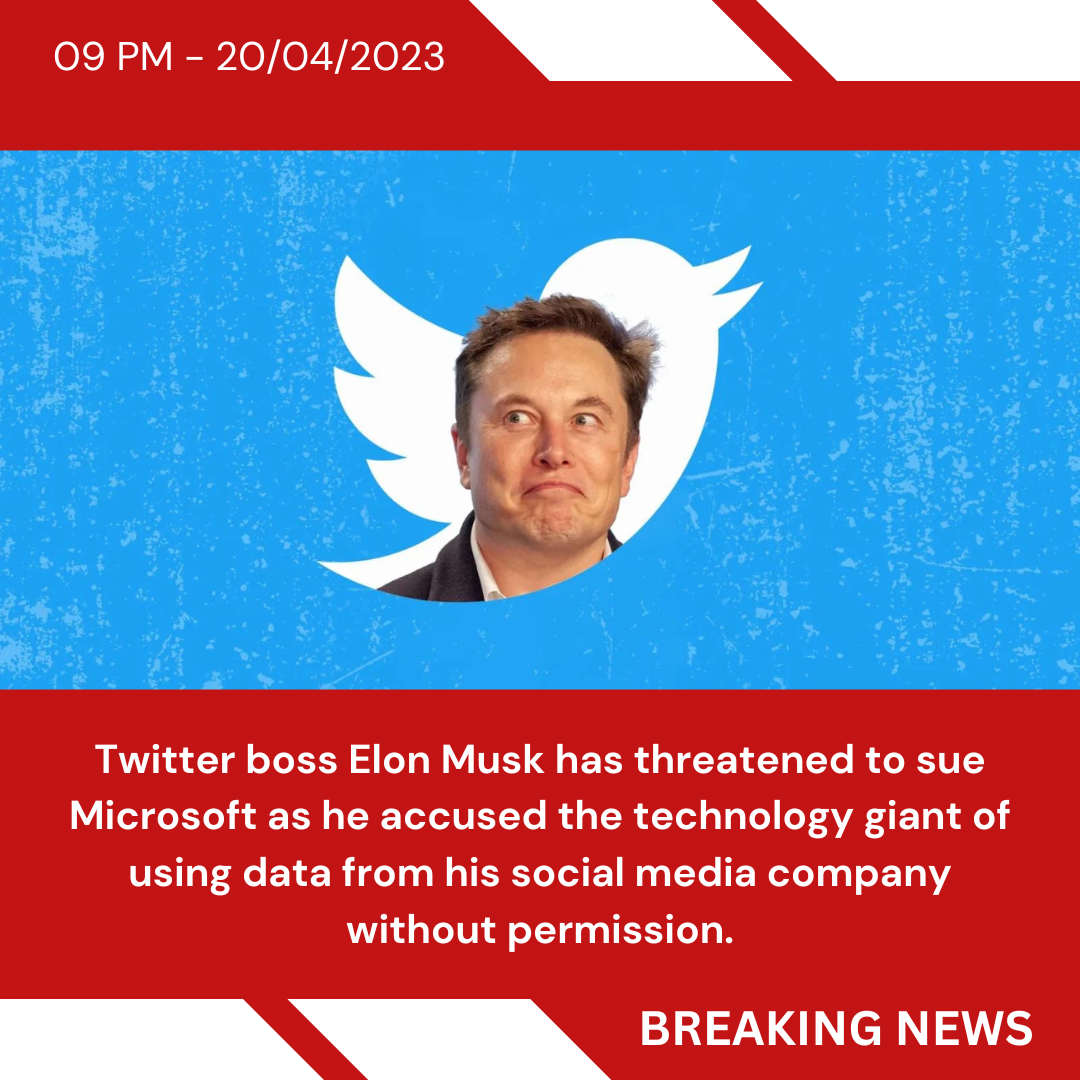 09 PM - 20/04/2023
Twitter boss Elon Musk has threatened to sue
Microsoft as he accused the technology giant of
using data from his social media company
without permission.
BREAKING NEWS